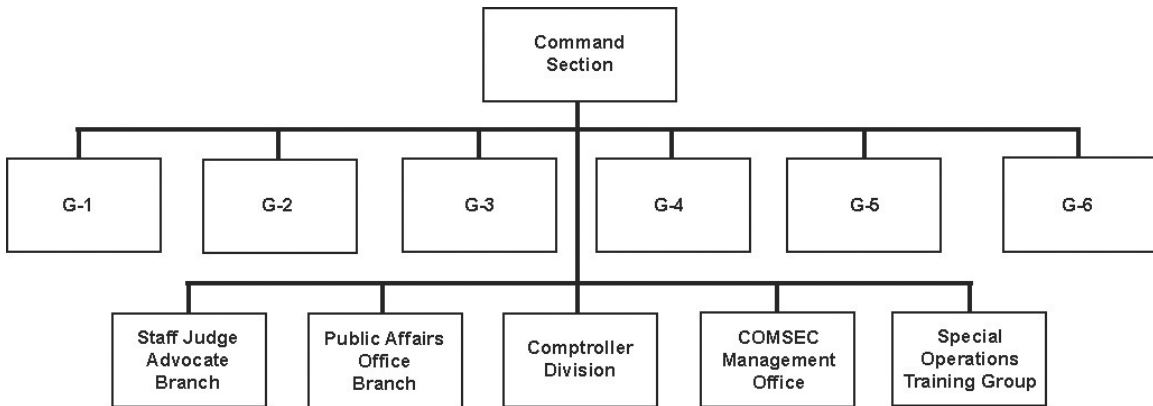 Command
Section
G-1
G-2
G-3
G-4
G-5
G-6
Staff Judge
Advocate
Branch
Public Affairs
Office
Branch
Comptroller
Division
COMSEC
Management
Office
Special
Operations
Training Group